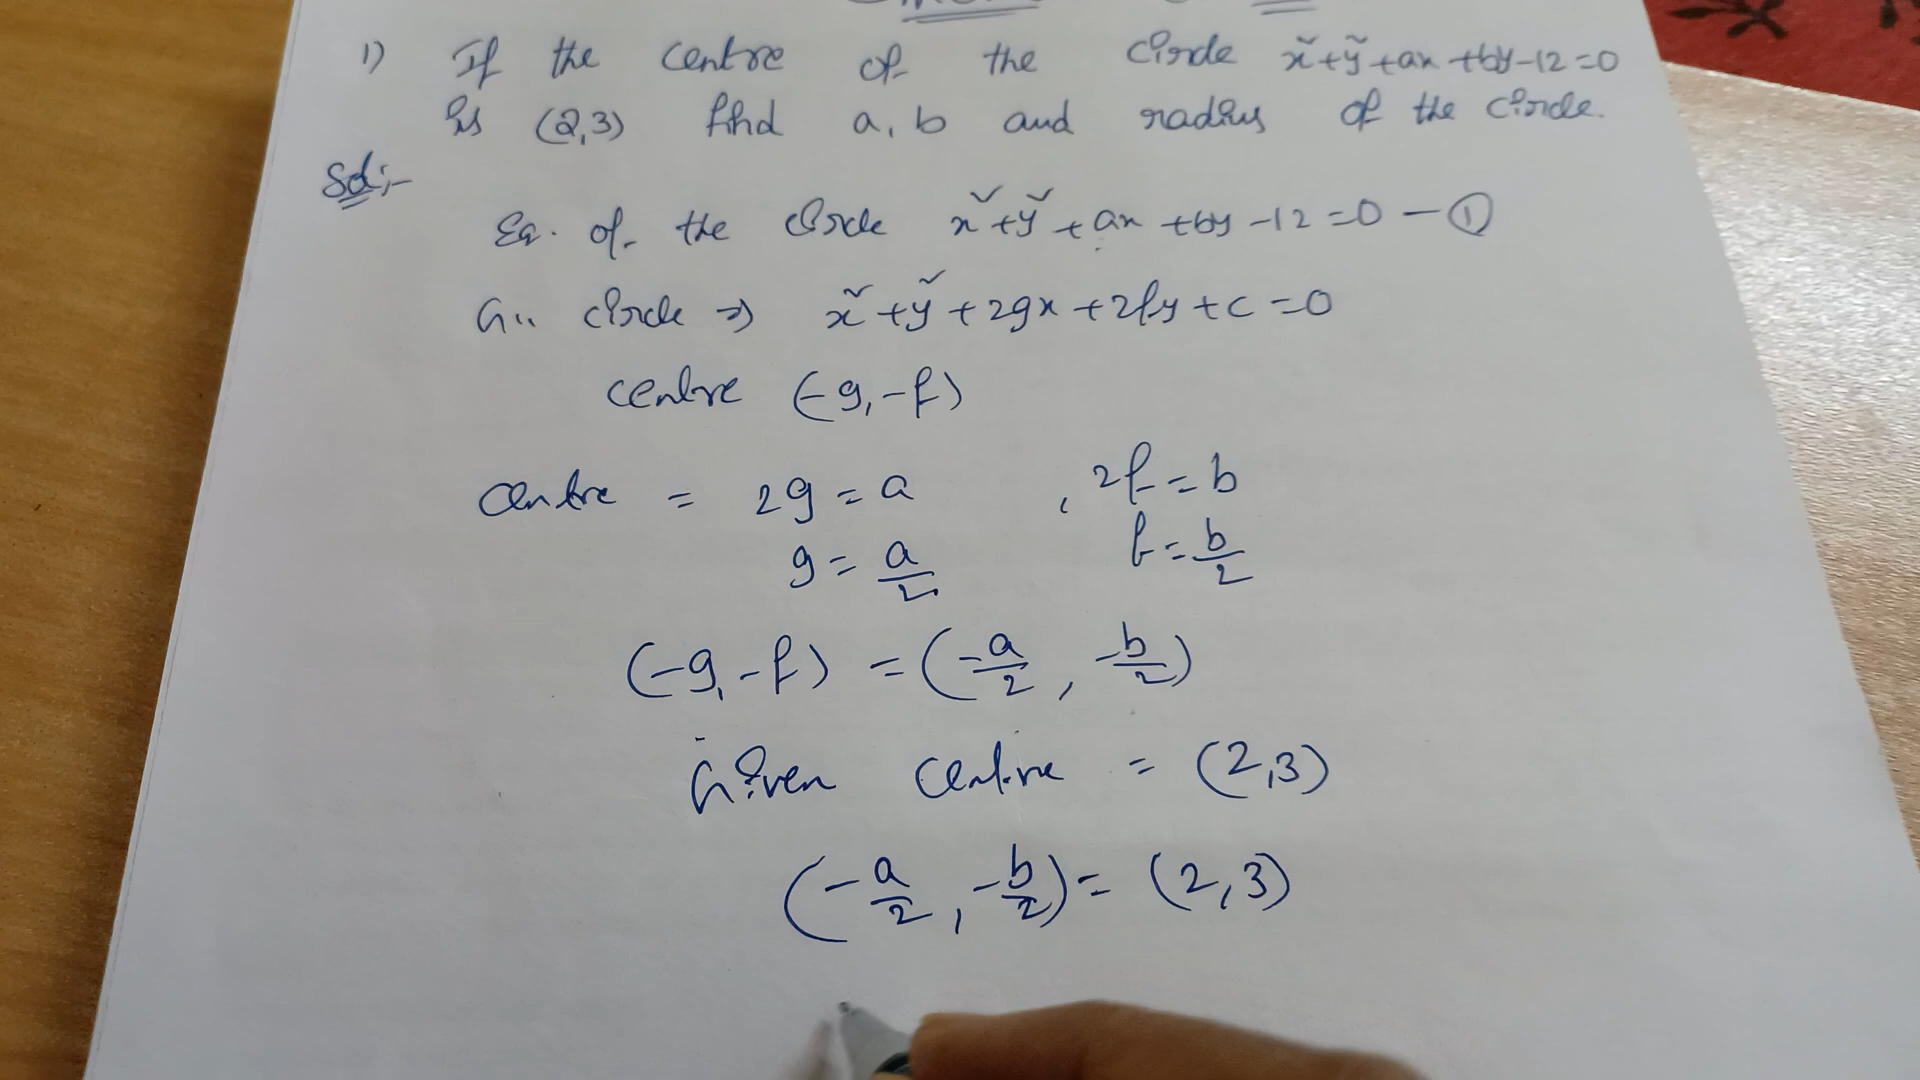 1) If the centre of the circle x²+y²+ax+by-12=0
is (2,3) find a, b and radius of the circle.
Sol:-
Eq. of the circle x²+y²+ax+by-12=0 - ①
G.. circle ⇒ x²+y²+2gx+2fy+c=0
centre (-g,-f)
centre = 2g=a , 2f=b
g=a/2 f=b/2
(-g,-f) = (-a/2, -b/2)
Given centre = (2,3)
(-a/2, -b/2) = (2,3)